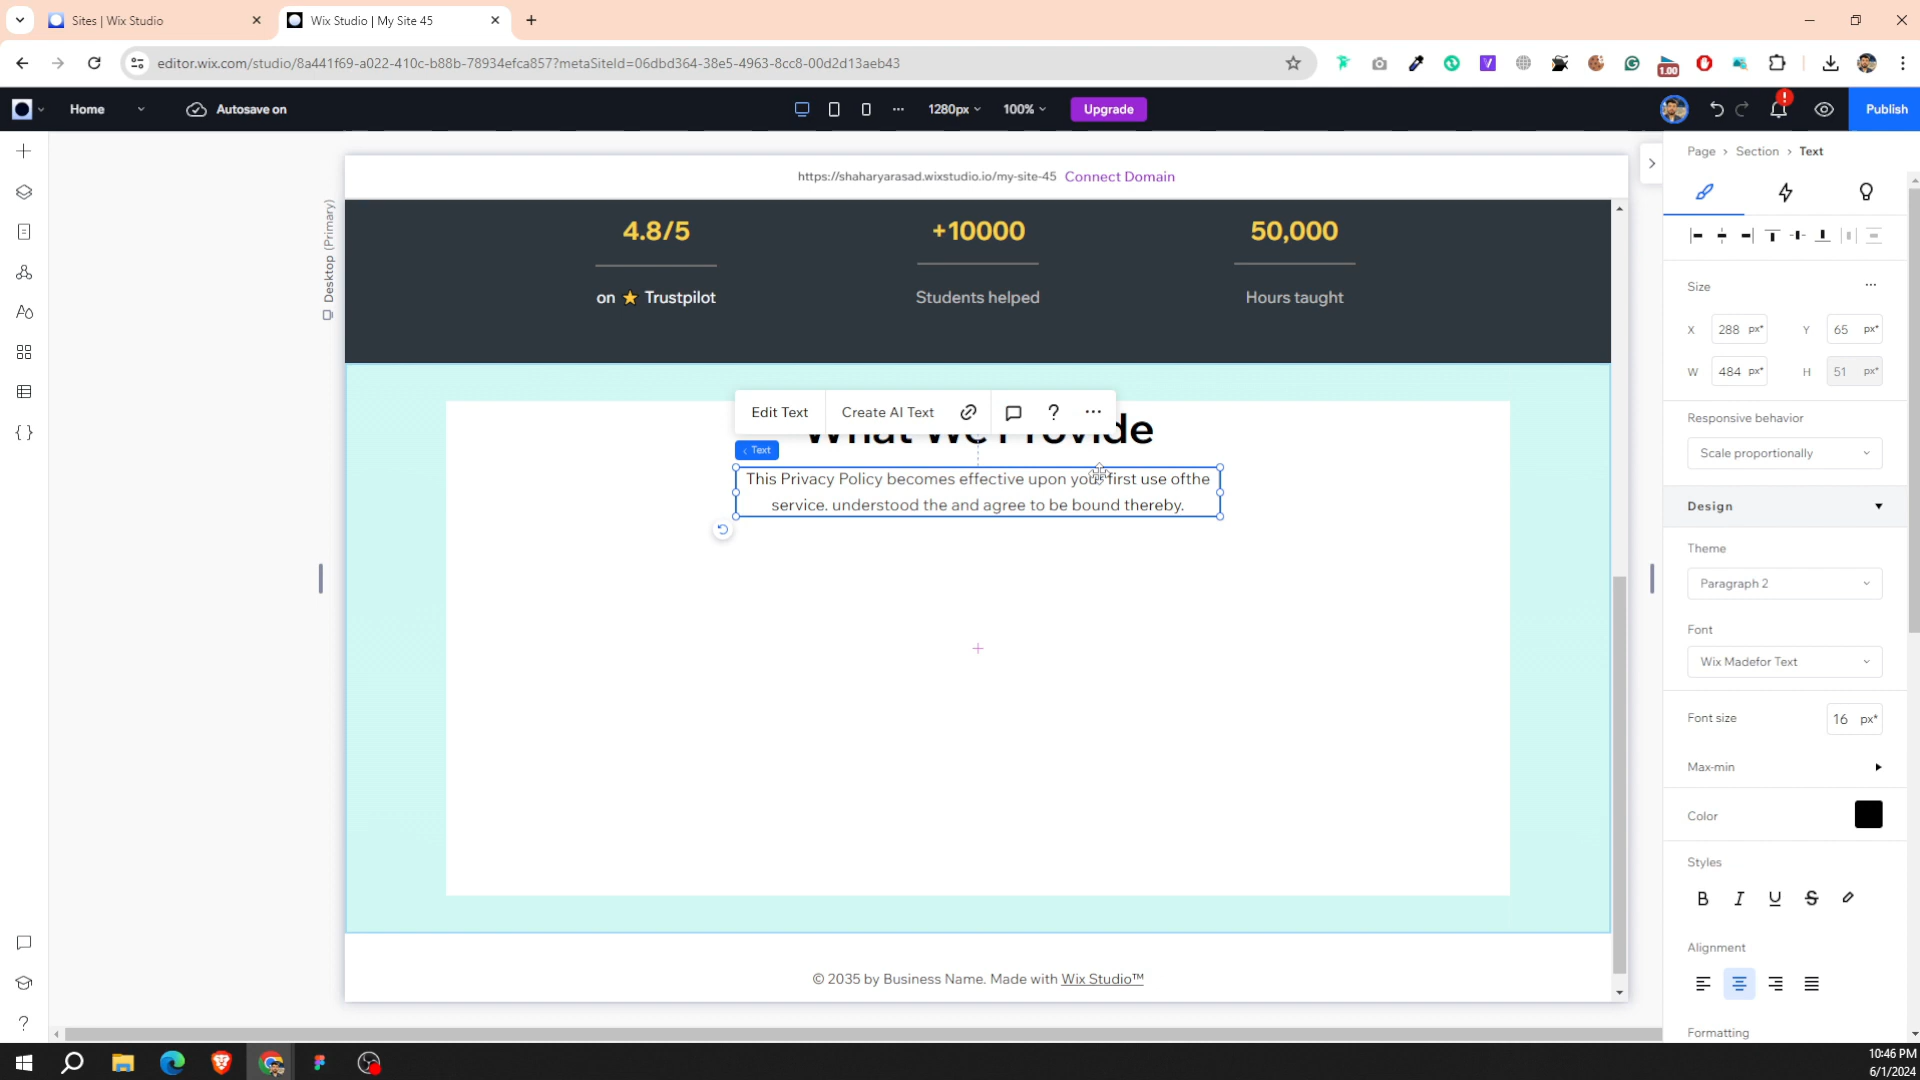 Sites | Wix Studio
Wix Studio | My Site 45
editor.wix.com/studio/8a441f69-a022-410c-b88b-78934efca857?metaSiteId=06dbd364-38e5-4963-8cc8-00d2d13aeb43
1.00
Home
Autosave on
1280px
100%
Upgrade
Publish
https://shaharyarasad.wixstudio.io/my-site-45 Connect Domain
Desktop (Primary)
4.8/5
+10000
50,000
on ⭐ Trustpilot
Students helped
Hours taught
Edit Text
Create AI Text
What We Provide
‹ Text
This Privacy Policy becomes effective upon your first use ofthe
service. understood the and agree to be bound thereby.
© 2035 by Business Name. Made with Wix Studio™
Page › Section › Text
Size
X 288 px* Y 65 px*
W 484 px* H 51 px*
Responsive behavior
Scale proportionally
Design
Theme
Paragraph 2
Font
Wix Madefor Text
Font size 16 px*
Max-min
Color
Styles
B I U S
Alignment
Formatting
10:46 PM
6/1/2024